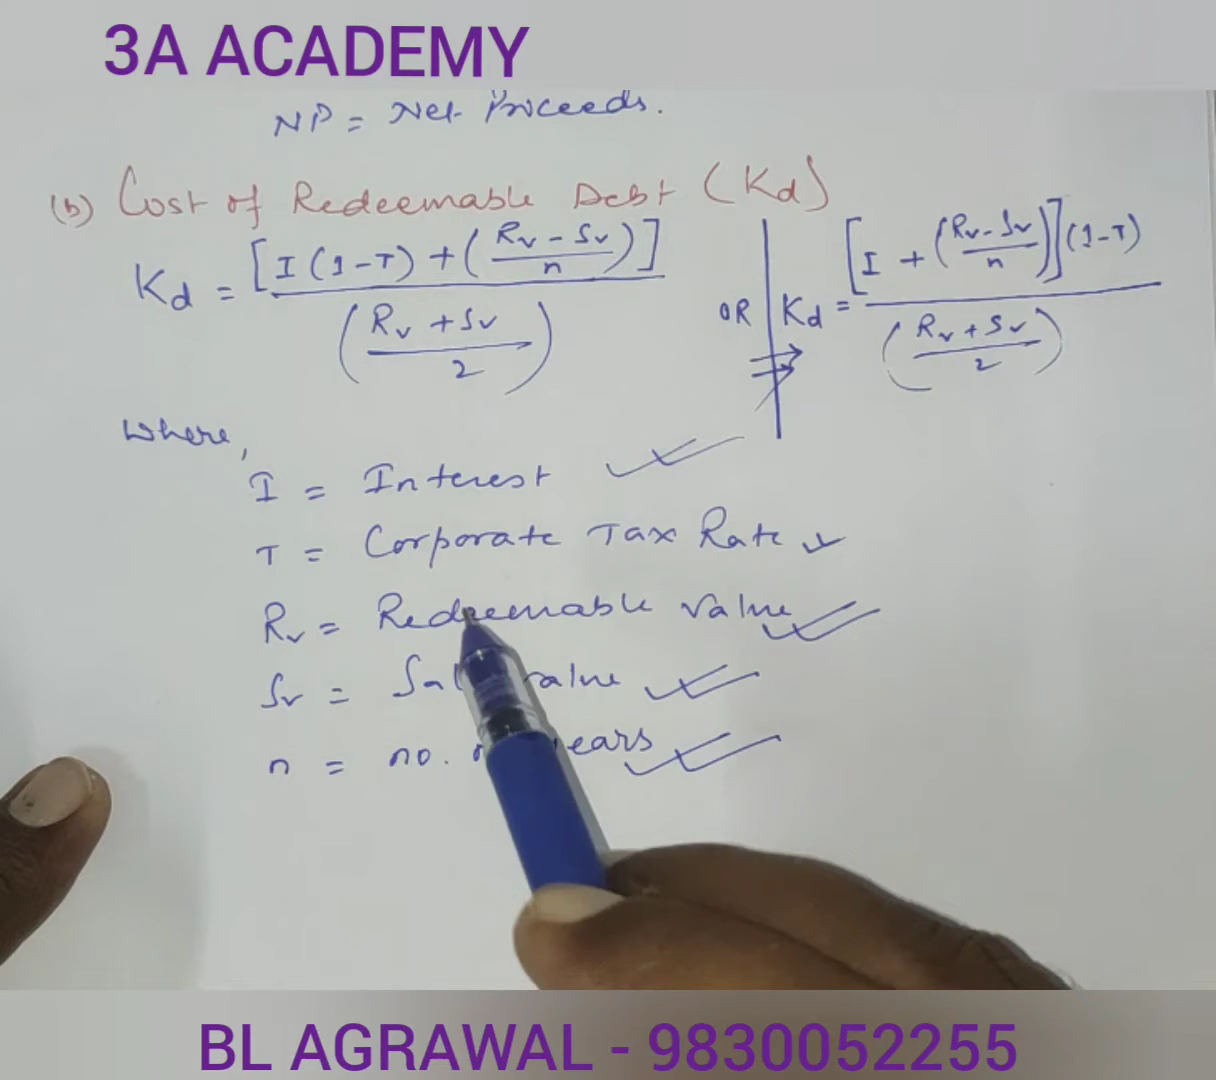 3A ACADEMY
NP = Net Proceeds.
(b) Cost of Redeemable Debt (Kd)
Kd = [I(1-T) + (Rv - Sv / n)] / (Rv + Sv / 2) OR Kd = [I + (Rv - Sv / n)](1-T) / (Rv + Sv / 2)
Where,
I = Interest
T = Corporate Tax Rate
Rv = Redeemable value
Sv = value
n = no. years
BL AGRAWAL - 9830052255